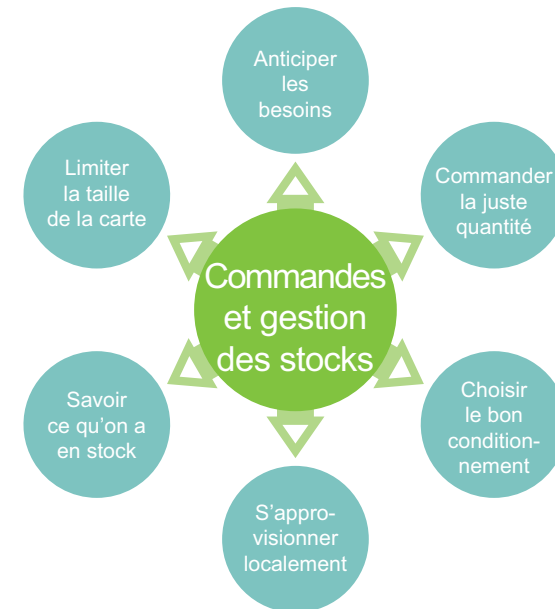 Anticiper
les
besoins
Commander
la juste
quantité
Choisir
le bon
condition-
nement
S'appro-
visionner
localement
Savoir
ce qu'on a
en stock
Limiter
la taille
de la carte
Commandes
et gestion
des stocks